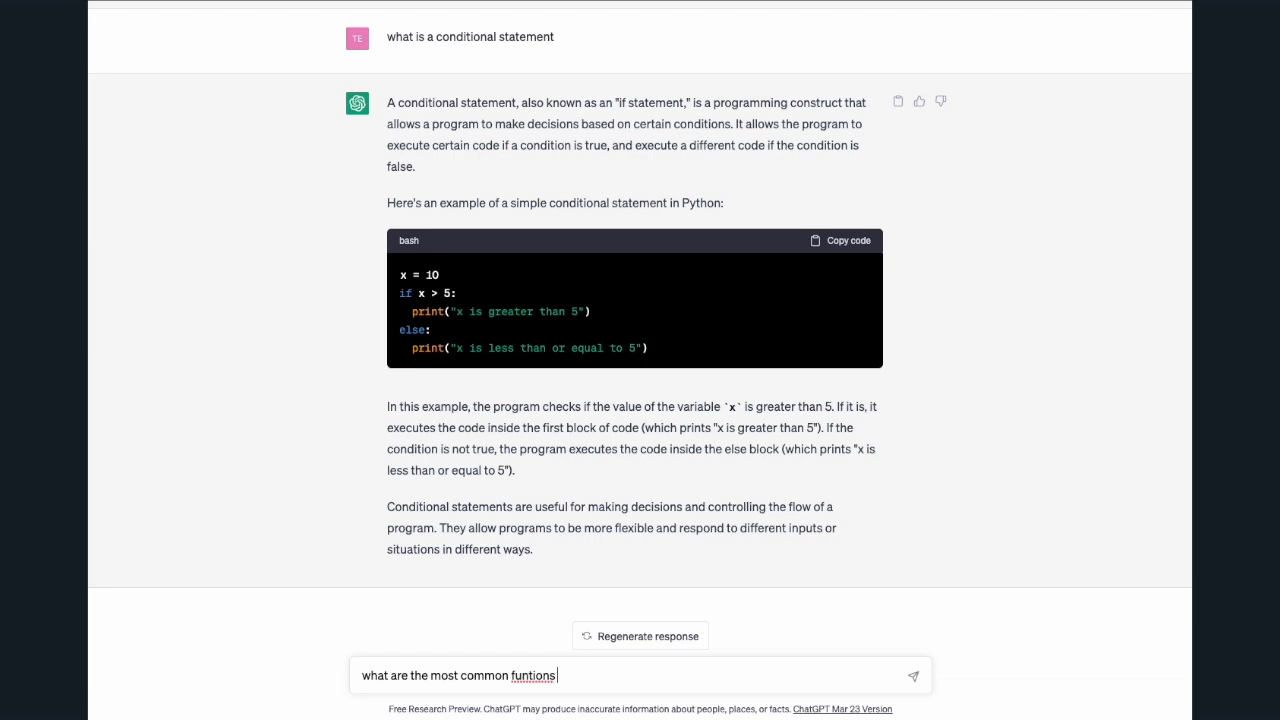 TE
what is a conditional statement
A conditional statement, also known as an "if statement," is a programming construct that
allows a program to make decisions based on certain conditions. It allows the program to
execute certain code if a condition is true, and execute a different code if the condition is
false.
Here's an example of a simple conditional statement in Python:
bash Copy code
x = 10
if x > 5:
  print("x is greater than 5")
else:
  print("x is less than or equal to 5")
In this example, the program checks if the value of the variable `x` is greater than 5. If it is, it
executes the code inside the first block of code (which prints "x is greater than 5"). If the
condition is not true, the program executes the code inside the else block (which prints "x is
less than or equal to 5").
Conditional statements are useful for making decisions and controlling the flow of a
program. They allow programs to be more flexible and respond to different inputs or
situations in different ways.
Regenerate response
what are the most common funtions
Free Research Preview. ChatGPT may produce inaccurate information about people, places, or facts. ChatGPT Mar 23 Version